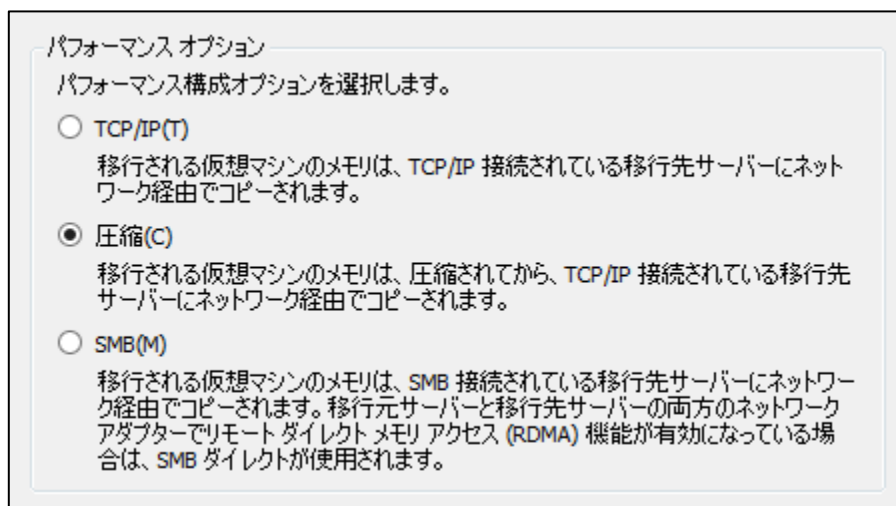 パフォーマンス オプション
パフォーマンス構成オプションを選択します。
TCP/IP(T)
移行される仮想マシンのメモリは、TCP/IP 接続されている移行先サーバーにネット
ワーク経由でコピーされます。
圧縮(C)
移行される仮想マシンのメモリは、圧縮されてから、TCP/IP 接続されている移行先
サーバーにネットワーク経由でコピーされます。
SMB(M)
移行される仮想マシンのメモリは、SMB 接続されている移行先サーバーにネットワー
ク経由でコピーされます。移行元サーバーと移行先サーバーの両方のネットワーク
アダプターでリモート ダイレクト メモリ アクセス (RDMA) 機能が有効になっている場
合は、SMB ダイレクトが使用されます。